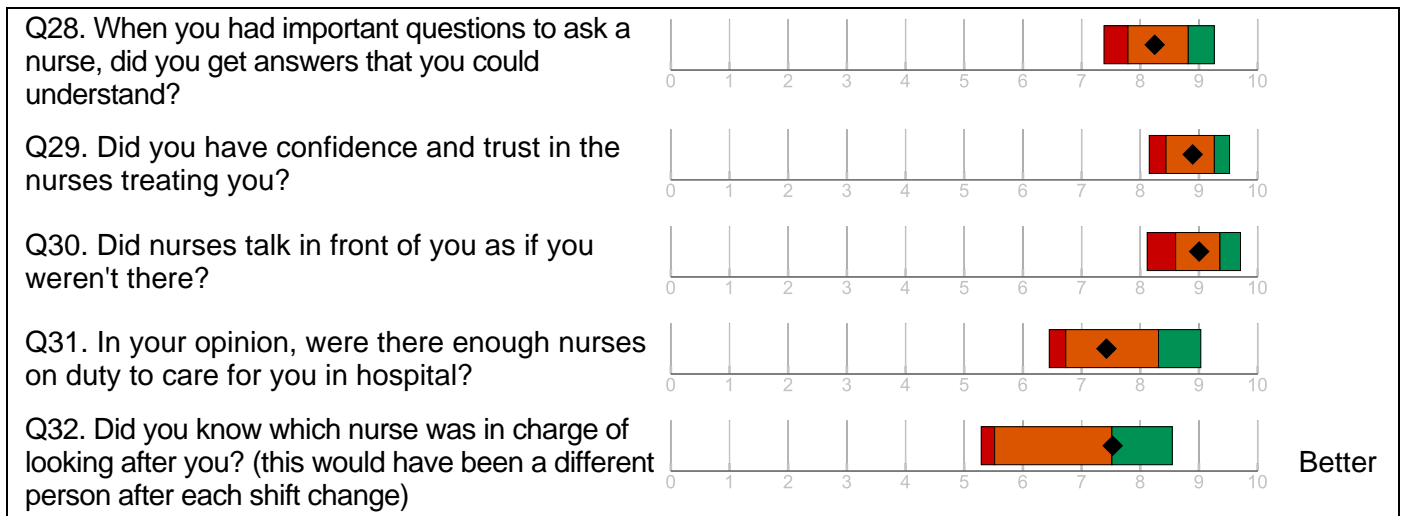 Q28. When you had important questions to ask a
nurse, did you get answers that you could
understand?
0 1 2 3 4 5 6 7 8 9 10
Q29. Did you have confidence and trust in the
nurses treating you?
0 1 2 3 4 5 6 7 8 9 10
Q30. Did nurses talk in front of you as if you
weren't there?
0 1 2 3 4 5 6 7 8 9 10
Q31. In your opinion, were there enough nurses
on duty to care for you in hospital?
0 1 2 3 4 5 6 7 8 9 10
Q32. Did you know which nurse was in charge of
looking after you? (this would have been a different
person after each shift change)
0 1 2 3 4 5 6 7 8 9 10
Better